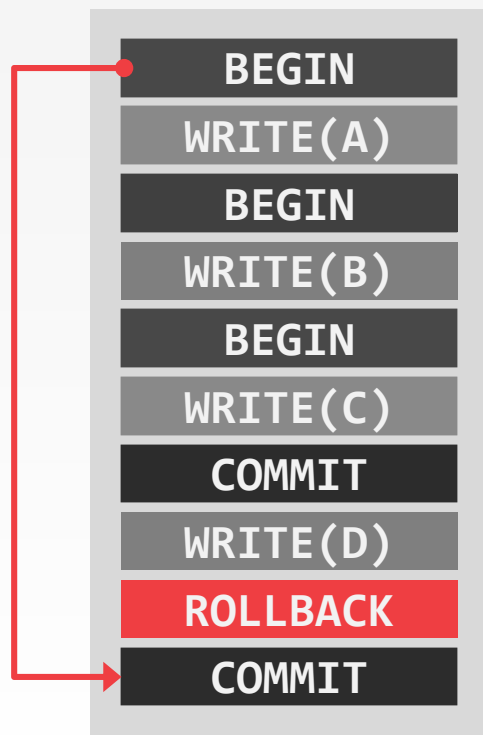 BEGIN
WRITE(A)
BEGIN
WRITE(B)
BEGIN
WRITE(C)
COMMIT
WRITE(D)
ROLLBACK
COMMIT